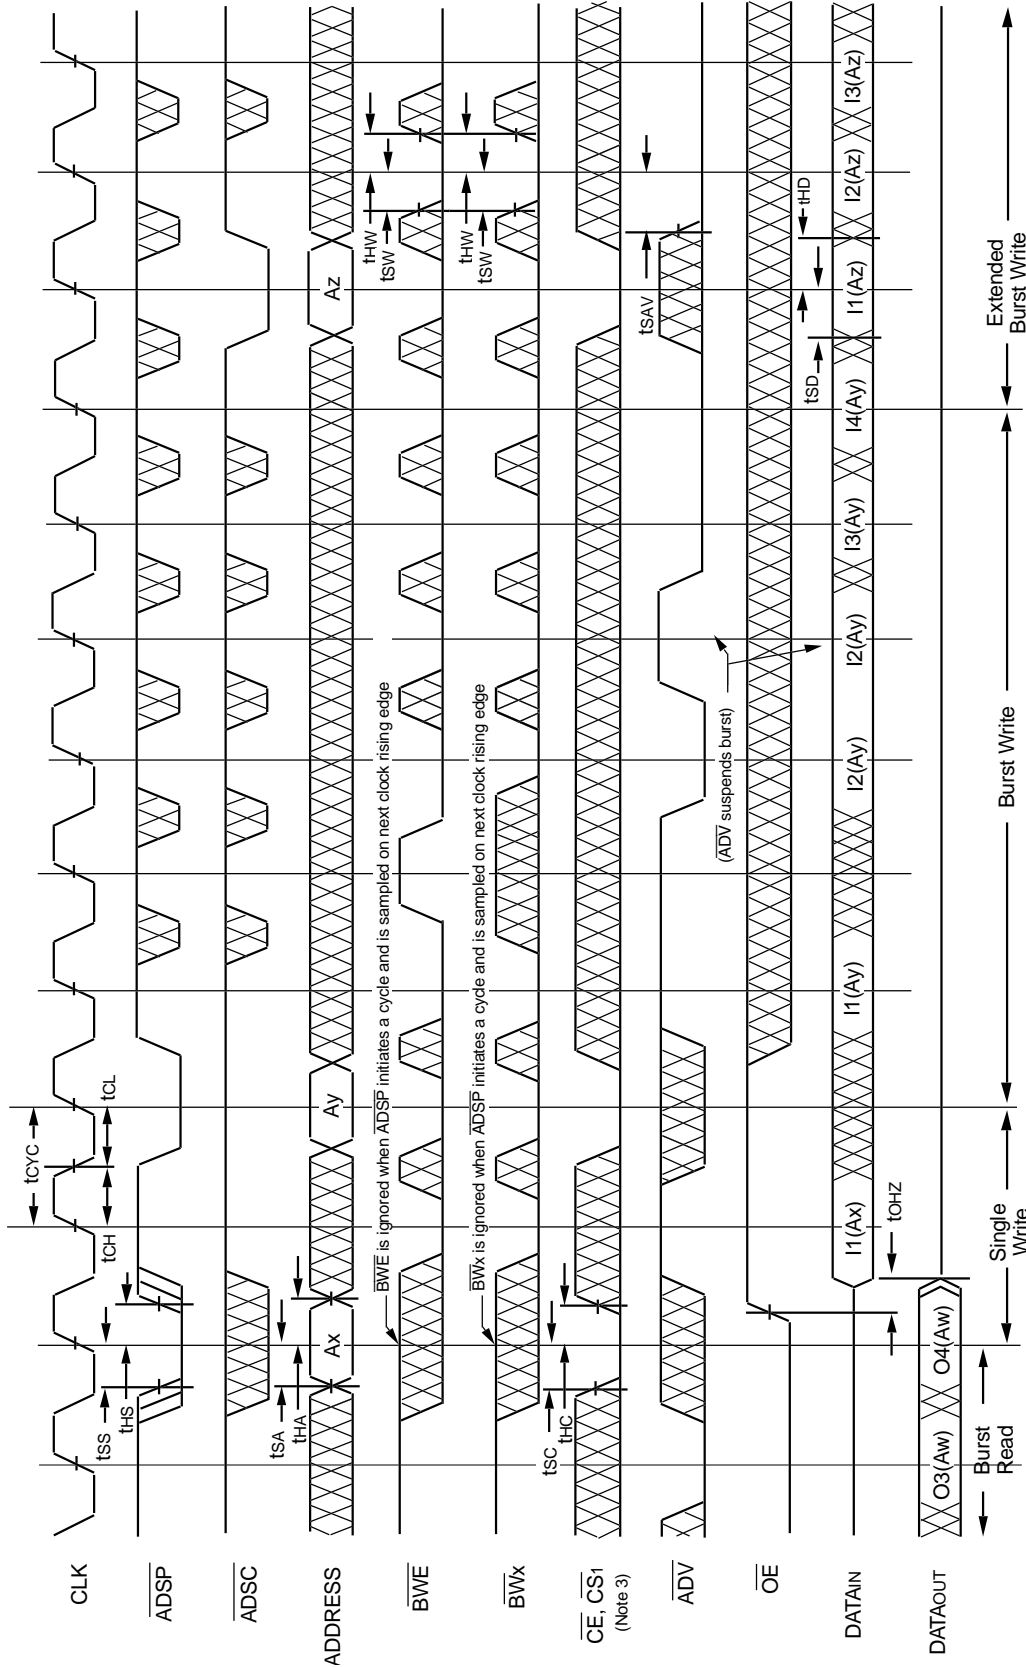 CLK
tCYC
tCH
tCL
ADSP
tSS
tHS
ADSC
ADDRESS
tSA
tHA
Ax
Ay
Az
BWE
BWE is ignored when ADSP initiates a cycle and is sampled on next clock rising edge
tHW
tSW
BWx
BWx is ignored when ADSP initiates a cycle and is sampled on next clock rising edge
tHW
tSW
CE, CS1
(Note 3)
tSC
tHC
ADV
tSAV
(ADV suspends burst)
OE
DATAIN
tOHZ
tSD
tHD
I1(Ax)
I1(Ay)
I2(Ay)
I2(Ay)
I3(Ay)
I4(Ay)
I1(Az)
I2(Az)
I3(Az)
DATAOUT
O3(Aw)
O4(Aw)
Burst
Read
Single
Write
Burst Write
Extended
Burst Write